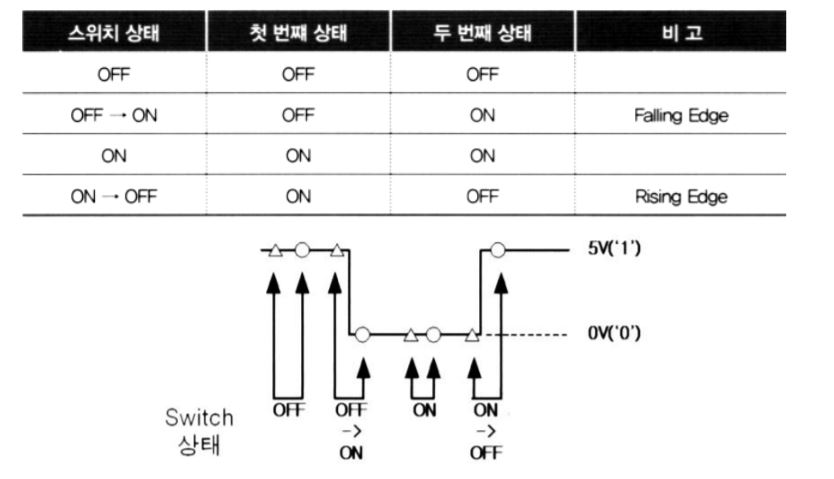 스위치 상태 첫 번째 상태 두 번째 상태 비 고
OFF OFF OFF
OFF → ON OFF ON Falling Edge
ON ON ON
ON → OFF ON OFF Rising Edge
5V('1')
0V('0')
Switch
상태
OFF OFF ON ON
-> ->
ON OFF